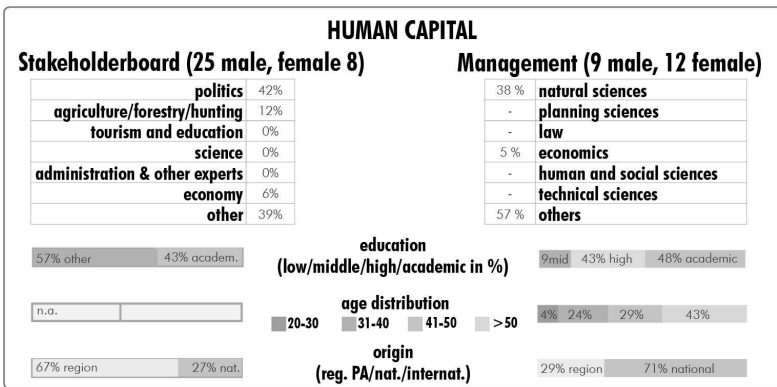 HUMAN CAPITAL
Stakeholderboard (25 male, female 8)
politics 42%
agriculture/forestry/hunting 12%
tourism and education 0%
science 0%
administration & other experts 0%
economy 6%
other 39%
Management (9 male, 12 female)
38 % natural sciences
- planning sciences
- law
5 % economics
- human and social sciences
- technical sciences
57 % others
education
(low/middle/high/academic in %)
57% other 43% academ.
9mid 43% high 48% academic
age distribution
20-30 31-40 41-50 >50
n.a.
4% 24% 29% 43%
origin
(reg. PA/nat./internat.)
67% region 27% nat.
29% region 71% national